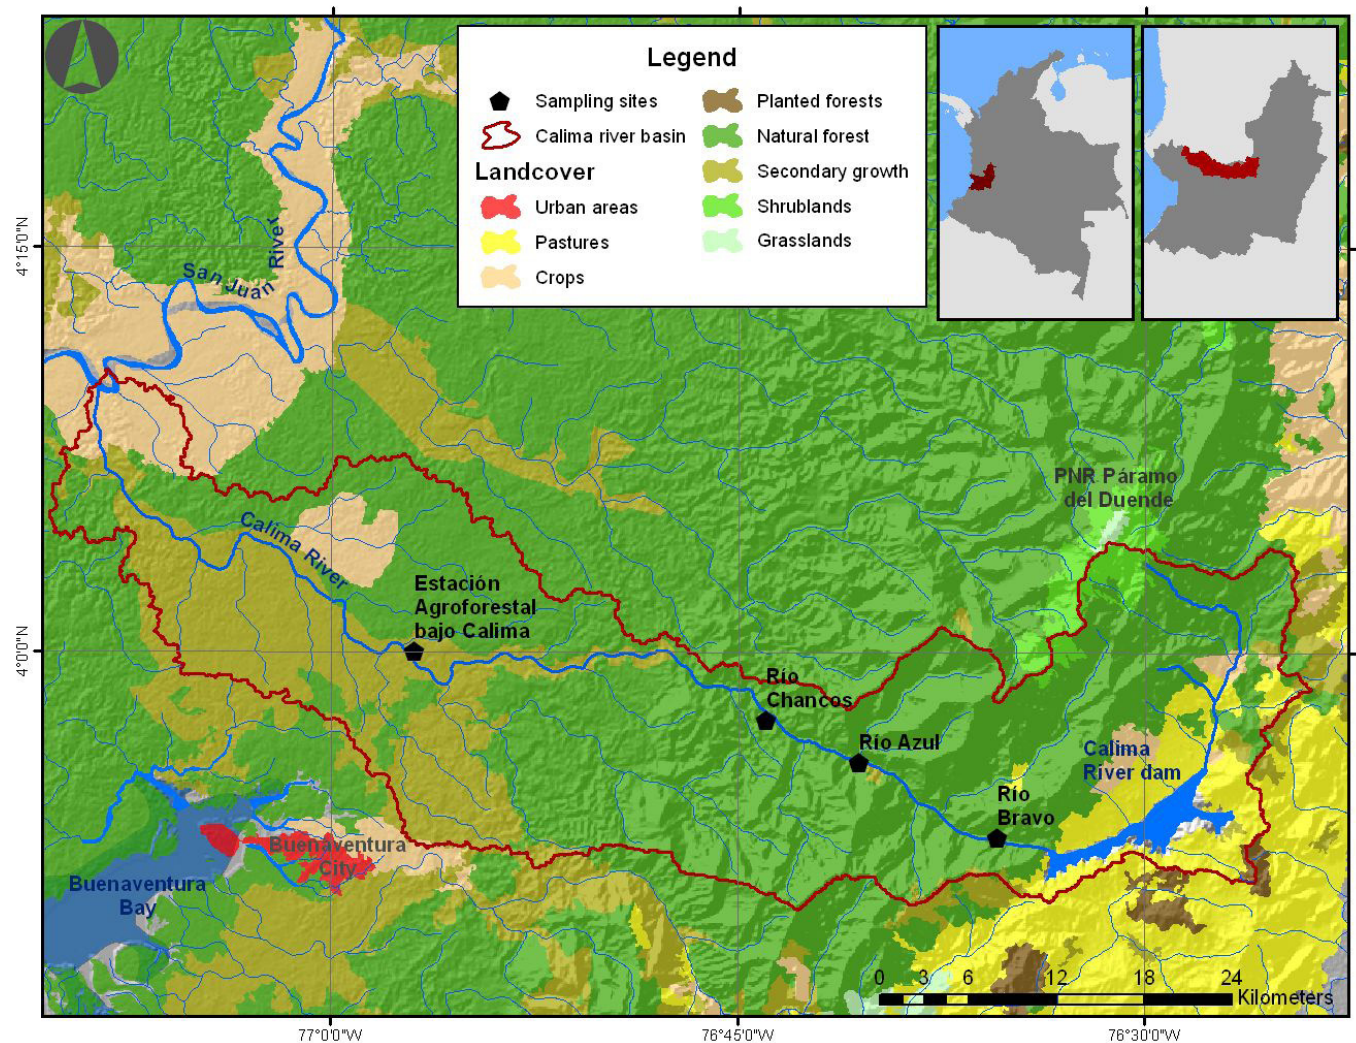 Legend
Sampling sites
Calima river basin
Landcover
Urban areas
Pastures
Crops
Planted forests
Natural forest
Secondary growth
Shrublands
Grasslands
4°15'0"N
San Juan River
PNR Páramo
del Duende
Calima River
Estación
Agroforestal
bajo Calima
4°0'0"N
Río
Chancos
Río Azul
Calima
River dam
Río
Bravo
Buenaventura
City
Buenaventura
Bay
0 3 6 12 18 24
Kilometers
77°0'0"W
76°45'0"W
76°30'0"W